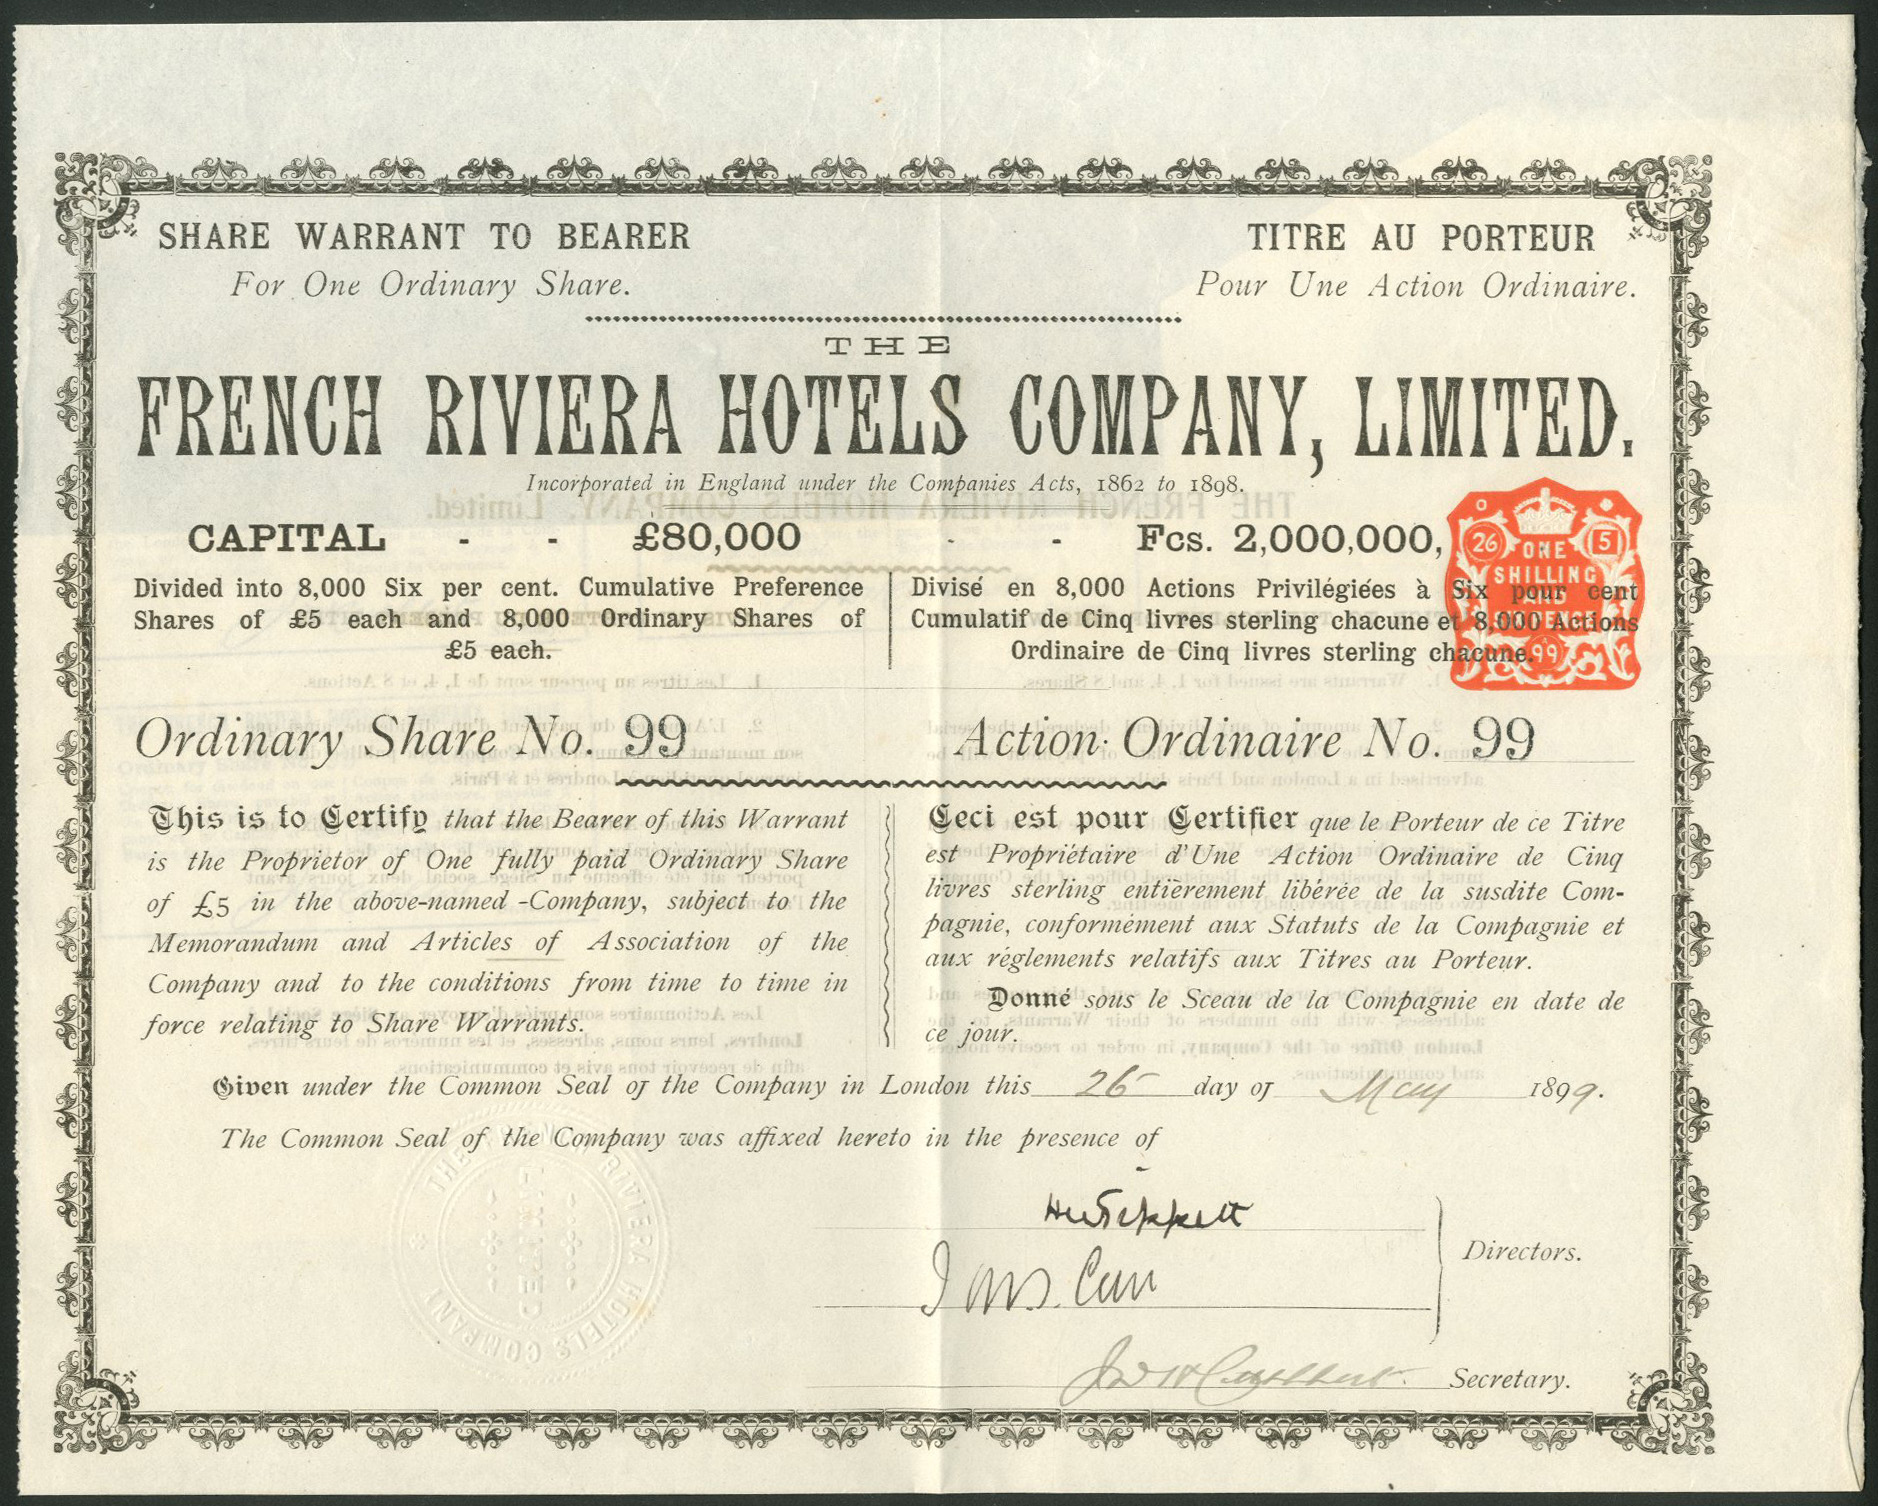 SHARE WARRANT TO BEARER
For One Ordinary Share.
TITRE AU PORTEUR
Pour Une Action Ordinaire.
THE
FRENCH RIVIERA HOTELS COMPANY, LIMITED.
Incorporated in England under the Companies Acts, 1862 to 1898.
CAPITAL - - £80,000 - - Fcs. 2,000,000,
Divided into 8,000 Six per cent. Cumulative Preference
Shares of £5 each and 8,000 Ordinary Shares of
£5 each.
Divisé en 8,000 Actions Privilégiées à Six pour cent
Cumulatif de Cinq livres sterling chacune et 8,000 Actions
Ordinaire de Cinq livres sterling chacune.
26 5
ONE
SHILLING
AND
SIXPENCE
99
Ordinary Share No. 99
Action Ordinaire No. 99
This is to Certify that the Bearer of this Warrant
is the Proprietor of One fully paid Ordinary Share
of £5 in the above-named Company, subject to the
Memorandum and Articles of Association of the
Company and to the conditions from time to time in
force relating to Share Warrants.
Ceci est pour Certifier que le Porteur de ce Titre
est Propriétaire d'Une Action Ordinaire de Cinq
livres sterling entièrement libérée de la susdite Com-
pagnie, conformément aux Statuts de la Compagnie et
aux réglements relatifs aux Titres au Porteur.
Donné sous le Sceau de la Compagnie en date de
ce jour.
Given under the Common Seal of the Company in London this 26 day of May 1899.
The Common Seal of the Company was affixed hereto in the presence of
THE FRENCH RIVIERA HOTELS COMPANY
LIMITED
Directors.
Secretary.